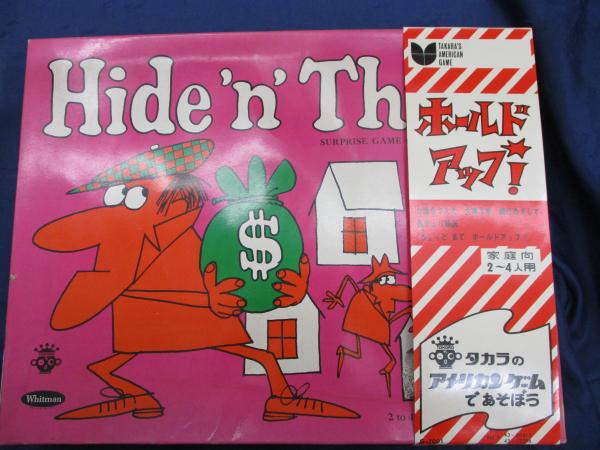 Hide 'n' Th
SURPRISE GAME
$
Whitman
2 to 4
TAKARA'S
AMERICAN
GAME
ホールド
アップ!
家庭向
2〜4人用
タカラの
アメリカンゲーム
であそぼう